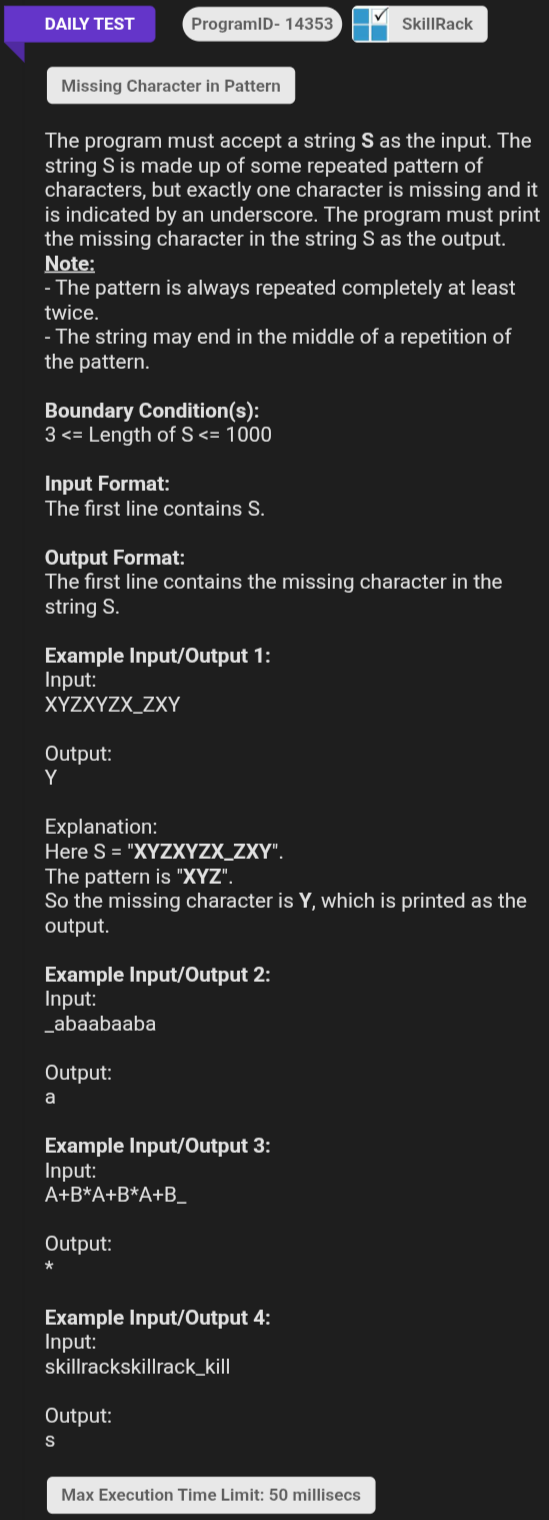 DAILY TEST
ProgramID- 14353
SkillRack
Missing Character in Pattern
The program must accept a string S as the input. The
string S is made up of some repeated pattern of
characters, but exactly one character is missing and it
is indicated by an underscore. The program must print
the missing character in the string S as the output.
Note:
- The pattern is always repeated completely at least
twice.
- The string may end in the middle of a repetition of
the pattern.
Boundary Condition(s):
3 <= Length of S <= 1000
Input Format:
The first line contains S.
Output Format:
The first line contains the missing character in the
string S.
Example Input/Output 1:
Input:
XYZXYZX_ZXY
Output:
Y
Explanation:
Here S = "XYZXYZX_ZXY".
The pattern is "XYZ".
So the missing character is Y, which is printed as the
output.
Example Input/Output 2:
Input:
_abaabaaba
Output:
a
Example Input/Output 3:
Input:
A+B*A+B*A+B_
Output:
*
Example Input/Output 4:
Input:
skillrackskillrack_kill
Output:
s
Max Execution Time Limit: 50 millisecs